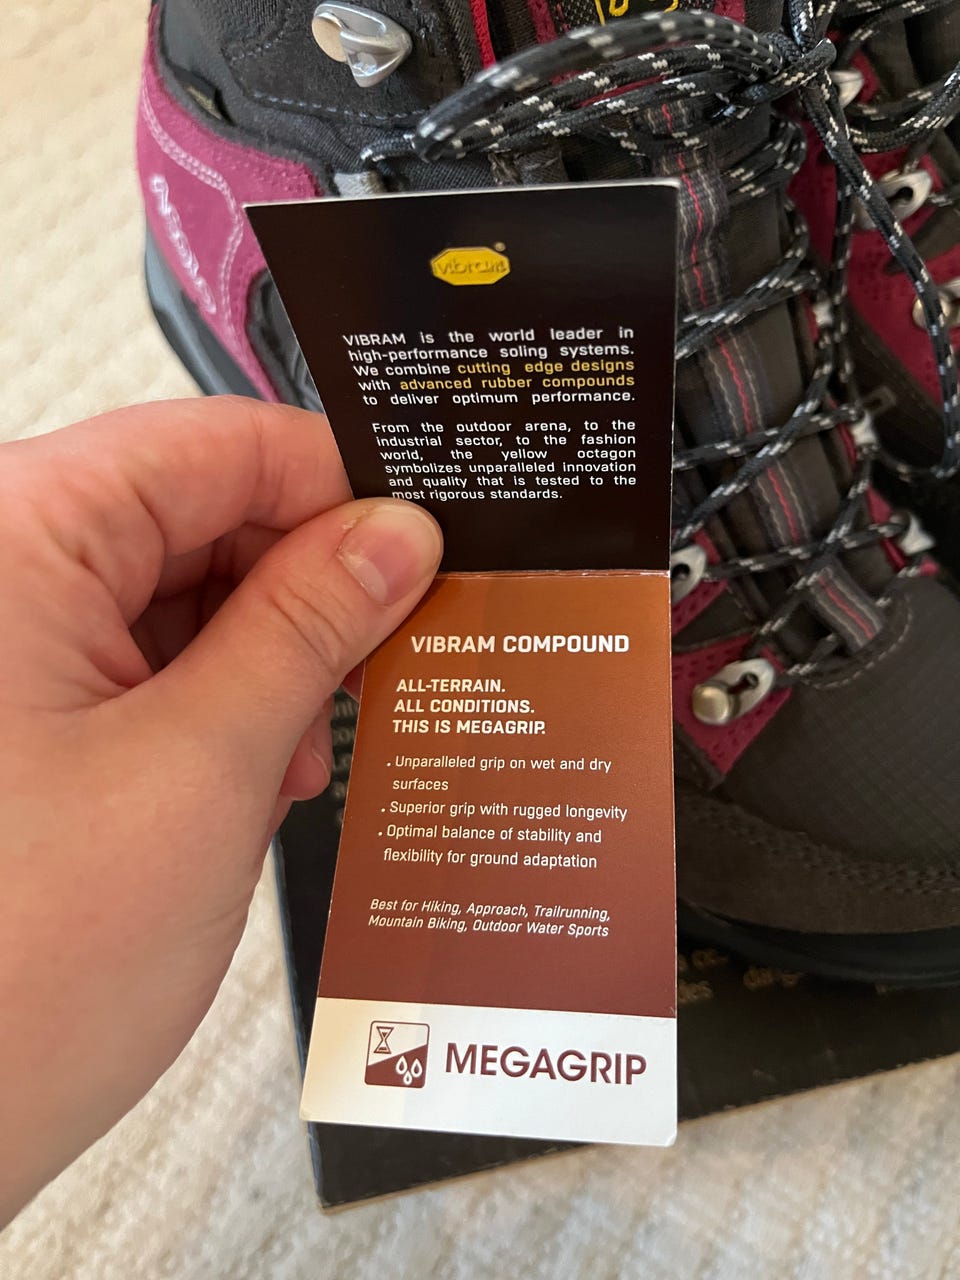 vibram®
VIBRAM is the world leader in
high-performance soling systems.
We combine cutting edge designs
with advanced rubber compounds
to deliver optimum performance.
From the outdoor arena, to the
industrial sector, to the fashion
world, the yellow octagon
symbolizes unparalleled innovation
and quality that is tested to the
most rigorous standards.
VIBRAM COMPOUND
ALL-TERRAIN.
ALL CONDITIONS.
THIS IS MEGAGRIP.
. Unparalleled grip on wet and dry
surfaces
. Superior grip with rugged longevity
. Optimal balance of stability and
flexibility for ground adaptation
Best for Hiking, Approach, Trailrunning,
Mountain Biking, Outdoor Water Sports
MEGAGRIP